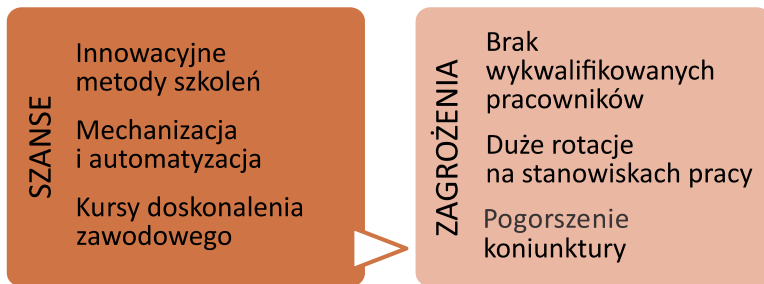 SZANSE
Innowacyjne
metody szkoleń
Mechanizacja
i automatyzacja
Kursy doskonalenia
zawodowego
ZAGROŻENIA
Brak
wykwalifikowanych
pracowników
Duże rotacje
na stanowiskach pracy
Pogorszenie
koniunktury